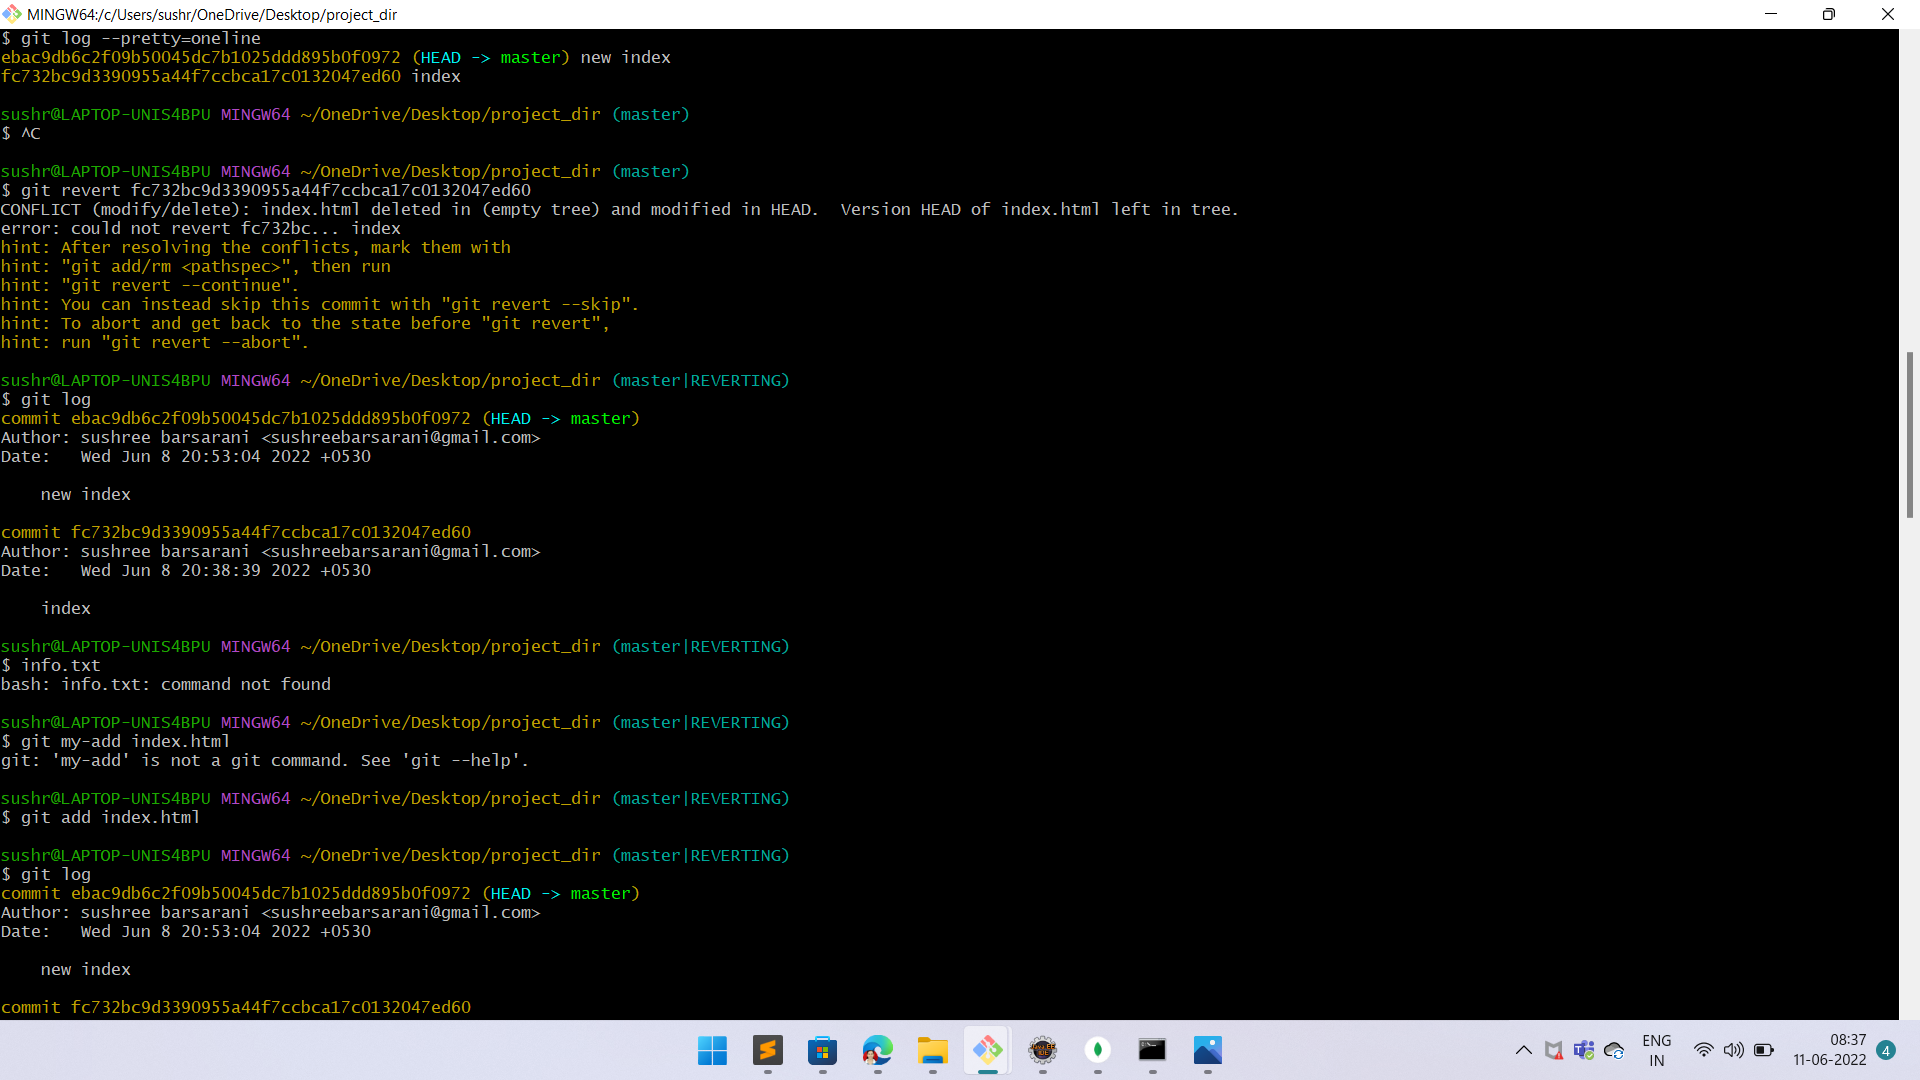 MINGW64:/c/Users/sushr/OneDrive/Desktop/project_dir
$ git log --pretty=oneline
ebac9db6c2f09b50045dc7b1025ddd895b0f0972 (HEAD -> master) new index
fc732bc9d3390955a44f7ccbca17c0132047ed60 index

sushr@LAPTOP-UNIS4BPU MINGW64 ~/OneDrive/Desktop/project_dir (master)
$ ^C

sushr@LAPTOP-UNIS4BPU MINGW64 ~/OneDrive/Desktop/project_dir (master)
$ git revert fc732bc9d3390955a44f7ccbca17c0132047ed60
CONFLICT (modify/delete): index.html deleted in (empty tree) and modified in HEAD.  Version HEAD of index.html left in tree.
error: could not revert fc732bc... index
hint: After resolving the conflicts, mark them with
hint: "git add/rm <pathspec>", then run
hint: "git revert --continue".
hint: You can instead skip this commit with "git revert --skip".
hint: To abort and get back to the state before "git revert",
hint: run "git revert --abort".

sushr@LAPTOP-UNIS4BPU MINGW64 ~/OneDrive/Desktop/project_dir (master|REVERTING)
$ git log
commit ebac9db6c2f09b50045dc7b1025ddd895b0f0972 (HEAD -> master)
Author: sushree barsarani <sushreebarsarani@gmail.com>
Date:   Wed Jun 8 20:53:04 2022 +0530

    new index

commit fc732bc9d3390955a44f7ccbca17c0132047ed60
Author: sushree barsarani <sushreebarsarani@gmail.com>
Date:   Wed Jun 8 20:38:39 2022 +0530

    index

sushr@LAPTOP-UNIS4BPU MINGW64 ~/OneDrive/Desktop/project_dir (master|REVERTING)
$ info.txt
bash: info.txt: command not found

sushr@LAPTOP-UNIS4BPU MINGW64 ~/OneDrive/Desktop/project_dir (master|REVERTING)
$ git my-add index.html
git: 'my-add' is not a git command. See 'git --help'.

sushr@LAPTOP-UNIS4BPU MINGW64 ~/OneDrive/Desktop/project_dir (master|REVERTING)
$ git add index.html

sushr@LAPTOP-UNIS4BPU MINGW64 ~/OneDrive/Desktop/project_dir (master|REVERTING)
$ git log
commit ebac9db6c2f09b50045dc7b1025ddd895b0f0972 (HEAD -> master)
Author: sushree barsarani <sushreebarsarani@gmail.com>
Date:   Wed Jun 8 20:53:04 2022 +0530

    new index

commit fc732bc9d3390955a44f7ccbca17c0132047ed60
ENG
IN
08:37
11-06-2022
4